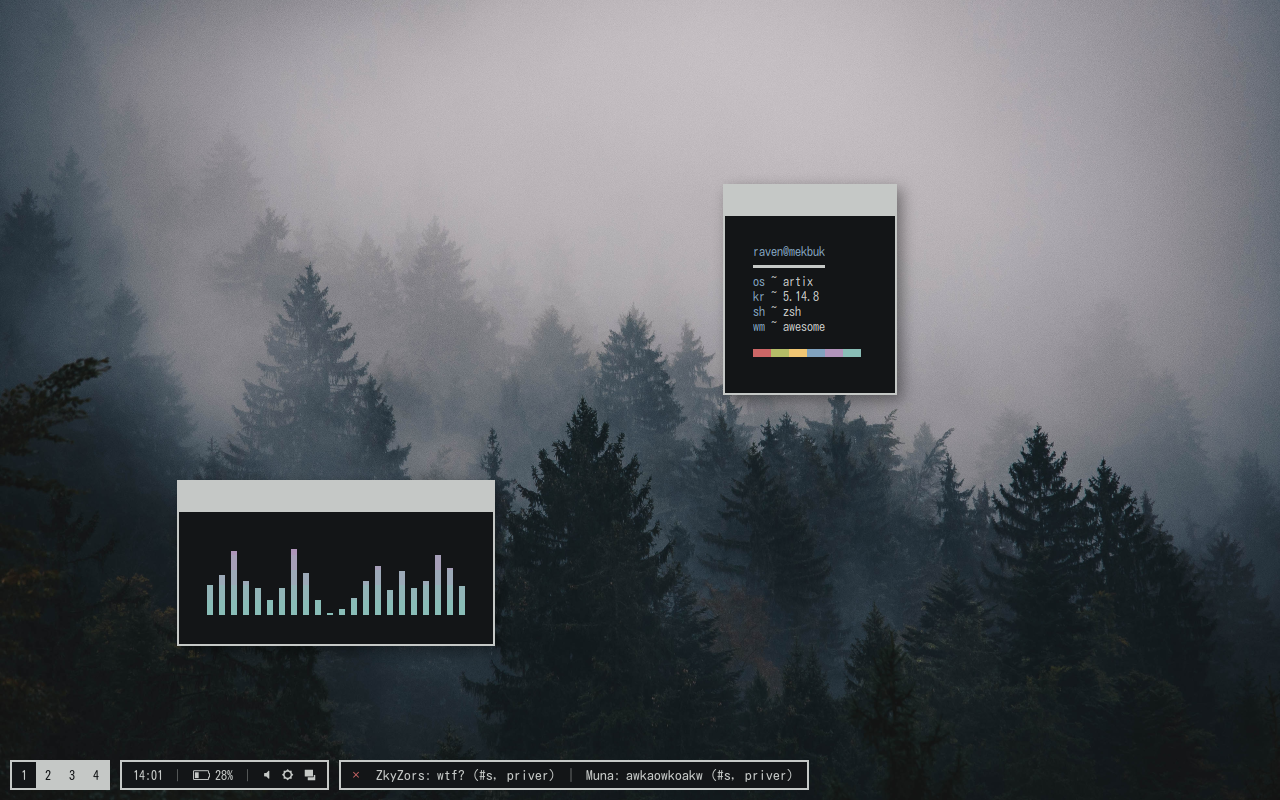 raven@mekbuk
os ~ artix
kr ~ 5.14.8
sh ~ zsh
wm ~ awesome
1 2 3 4 14:01 | 28% | × ZkyZors: wtf? (#s, priver) | Muna: awkaowkoakw (#s, priver)